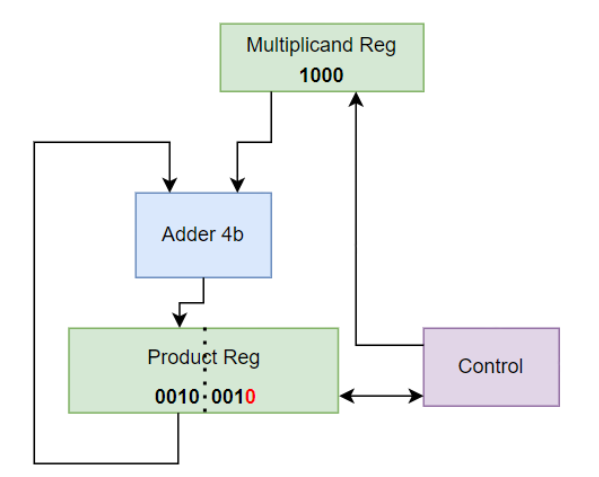 Multiplicand Reg
1000
Adder 4b
Product Reg
0010 0010
Control